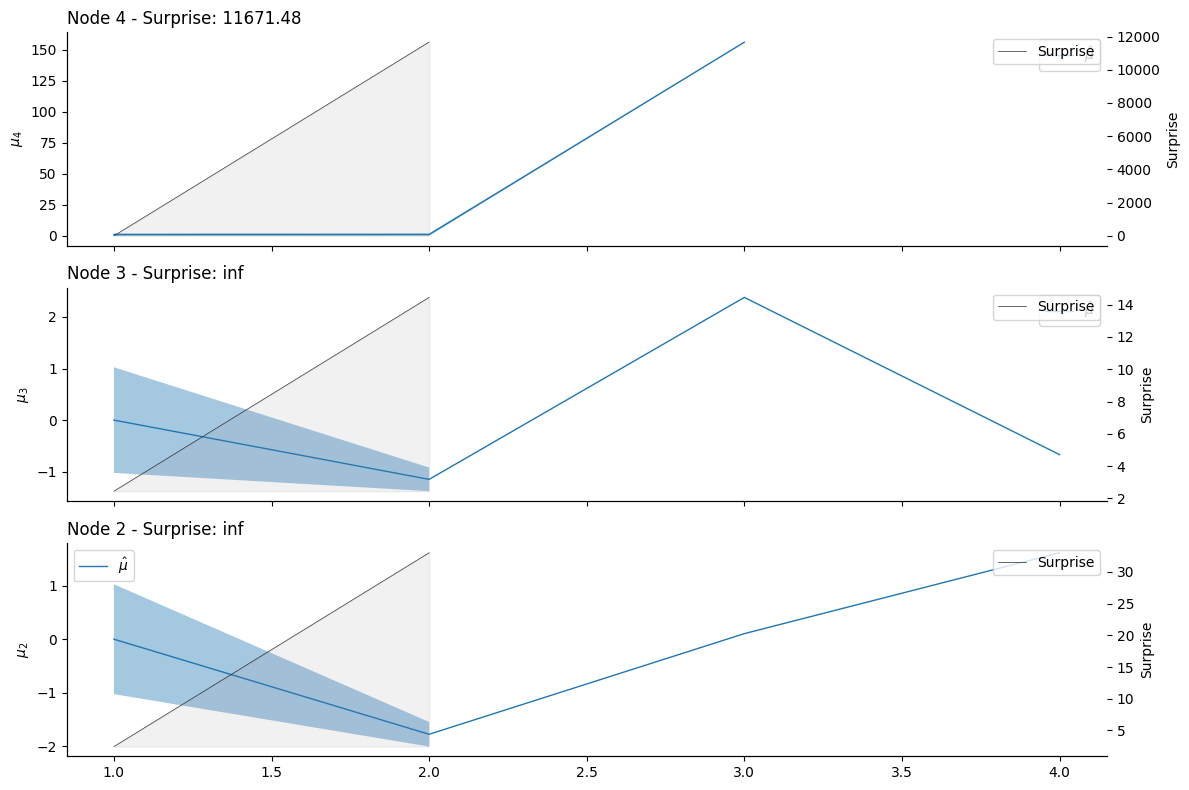 Node 4 - Surprise: 11671.48
150
125
100
75
50
25
0
μ4
Surprise
12000
10000
8000
6000
4000
2000
0
Surprise
Node 3 - Surprise: inf
2
1
0
−1
μ3
Surprise
14
12
10
8
6
4
2
Surprise
Node 2 - Surprise: inf
1
0
−1
−2
μ2
μ̂
Surprise
30
25
20
15
10
5
Surprise
1.0 1.5 2.0 2.5 3.0 3.5 4.0